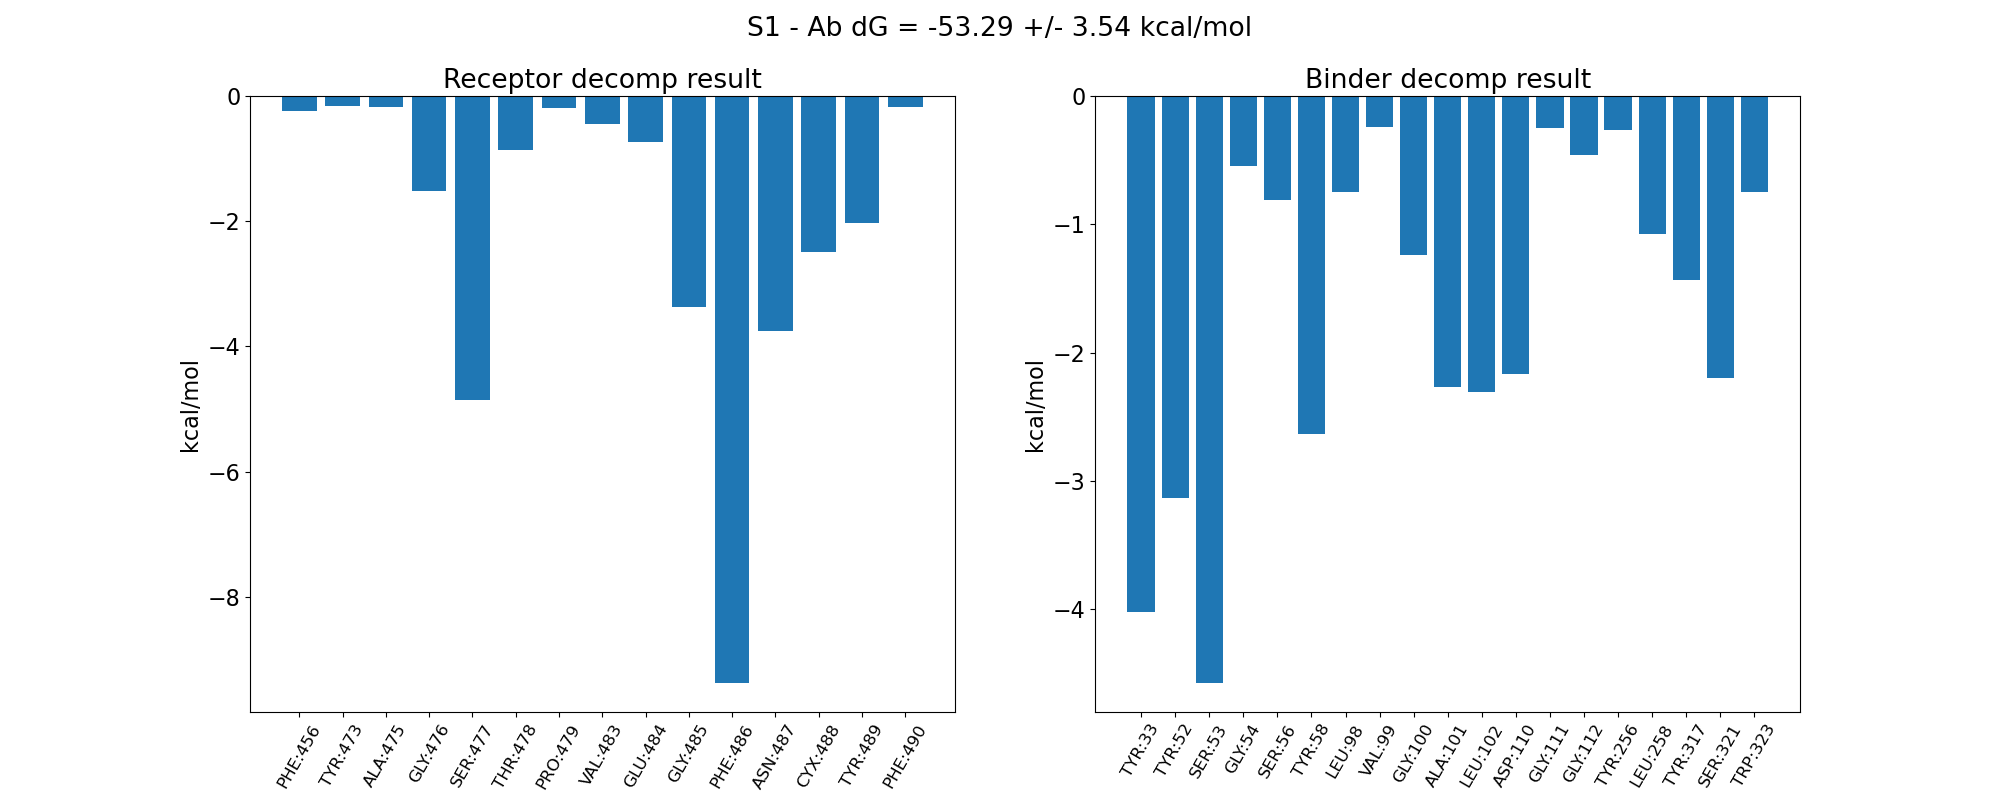 S1 - Ab dG = -53.29 +/- 3.54 kcal/mol
Receptor decomp result
kcal/mol
0
−2
−4
−6
−8
PHE:456
TYR:473
ALA:475
GLY:476
SER:477
THR:478
PRO:479
VAL:483
GLU:484
GLY:485
PHE:486
ASN:487
CYX:488
TYR:489
PHE:490
Binder decomp result
kcal/mol
0
−1
−2
−3
−4
TYR:33
TYR:52
SER:53
GLY:54
SER:56
TYR:58
LEU:98
VAL:99
GLY:100
ALA:101
LEU:102
ASP:110
GLY:111
GLY:112
TYR:256
LEU:258
TYR:317
SER:321
TRP:323